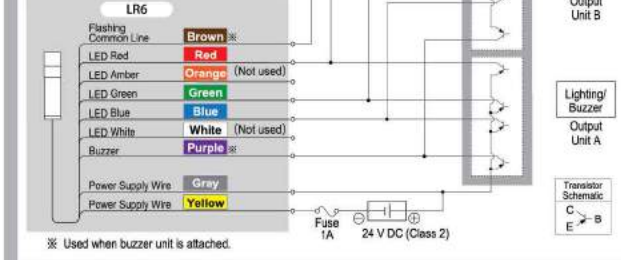 Output
Unit B
LR6
Flashing
Common Line Brown ※
LED Red Red
LED Amber Orange (Not used)
LED Green Green
LED Blue Blue
LED White White (Not used)
Buzzer Purple ※
Power Supply Wire Gray
Power Supply Wire Yellow
Lighting/
Buzzer
Output
Unit A
Transistor
Schematic
C
B
E
Fuse
1A
⊖ ⊕
24 V DC (Class 2)
※ Used when buzzer unit is attached.